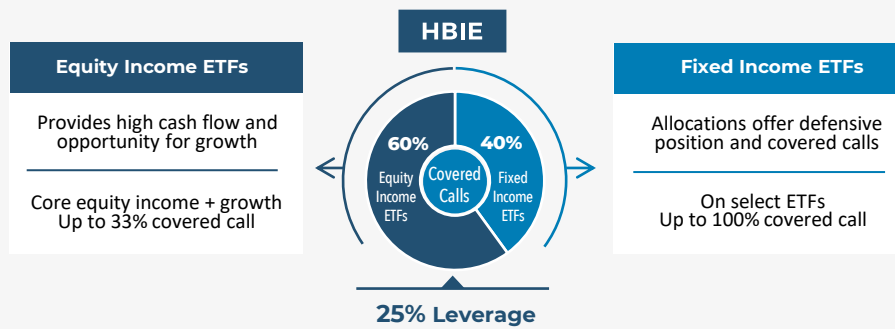 HBIE
Equity Income ETFs
Provides high cash flow and
opportunity for growth
Core equity income + growth
Up to 33% covered call
60%
Equity
Income
ETFs
Covered
Calls
40%
Fixed
Income
ETFs
Fixed Income ETFs
Allocations offer defensive
position and covered calls
On select ETFs
Up to 100% covered call
25% Leverage